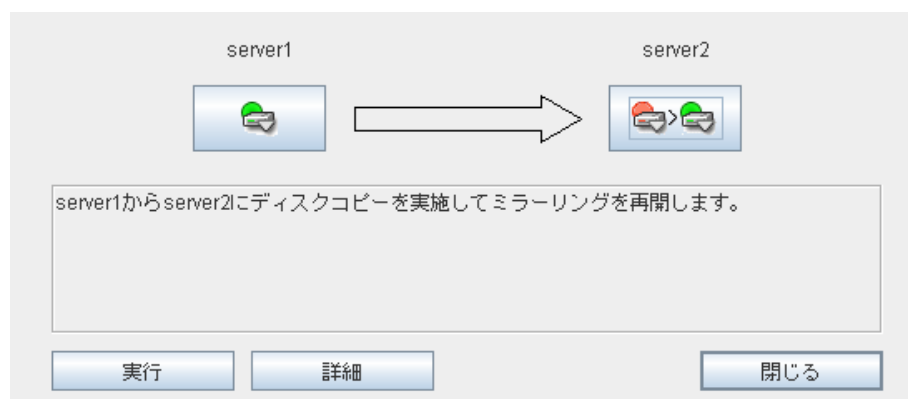 server1 server2
server1からserver2にディスクコピーを実施してミラーリングを再開します。
実行 詳細 閉じる